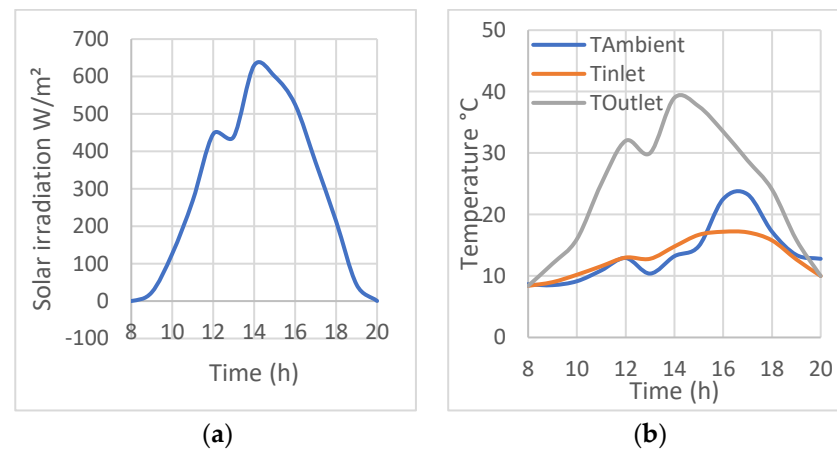 700
600
500
400
300
200
100
0
-100
Solar irradiation W/m²
8 10 12 14 16 18 20
Time (h)
(a)
50
40
30
20
10
0
Temperature °C
TAmbient
Tinlet
TOutlet
8 10 12 14 16 18 20
Time (h)
(b)